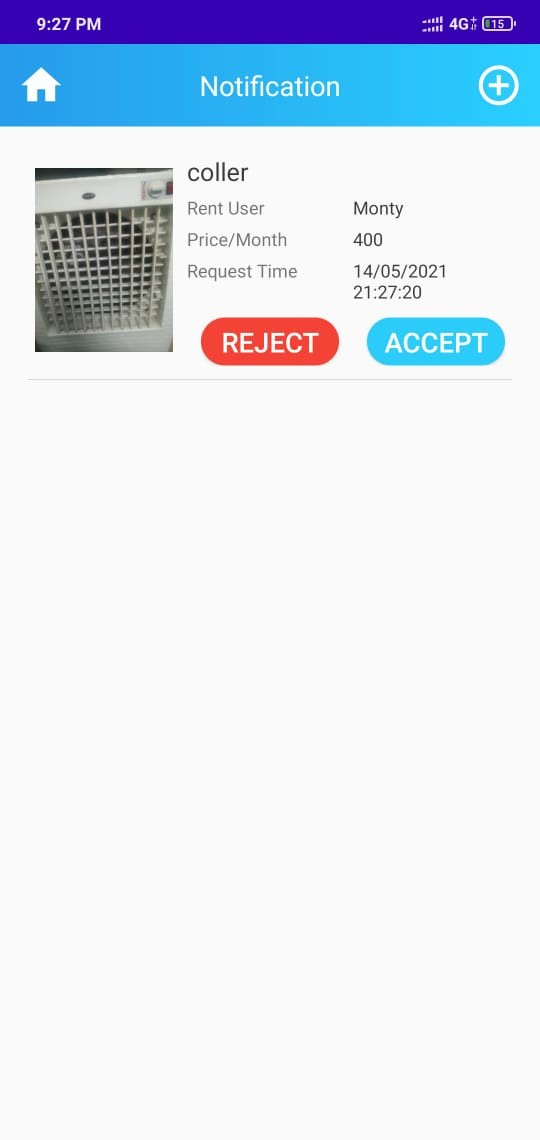 9:27 PM 4G+ 15
Notification
coller
Rent User Monty
Price/Month 400
Request Time 14/05/2021
21:27:20
REJECT ACCEPT